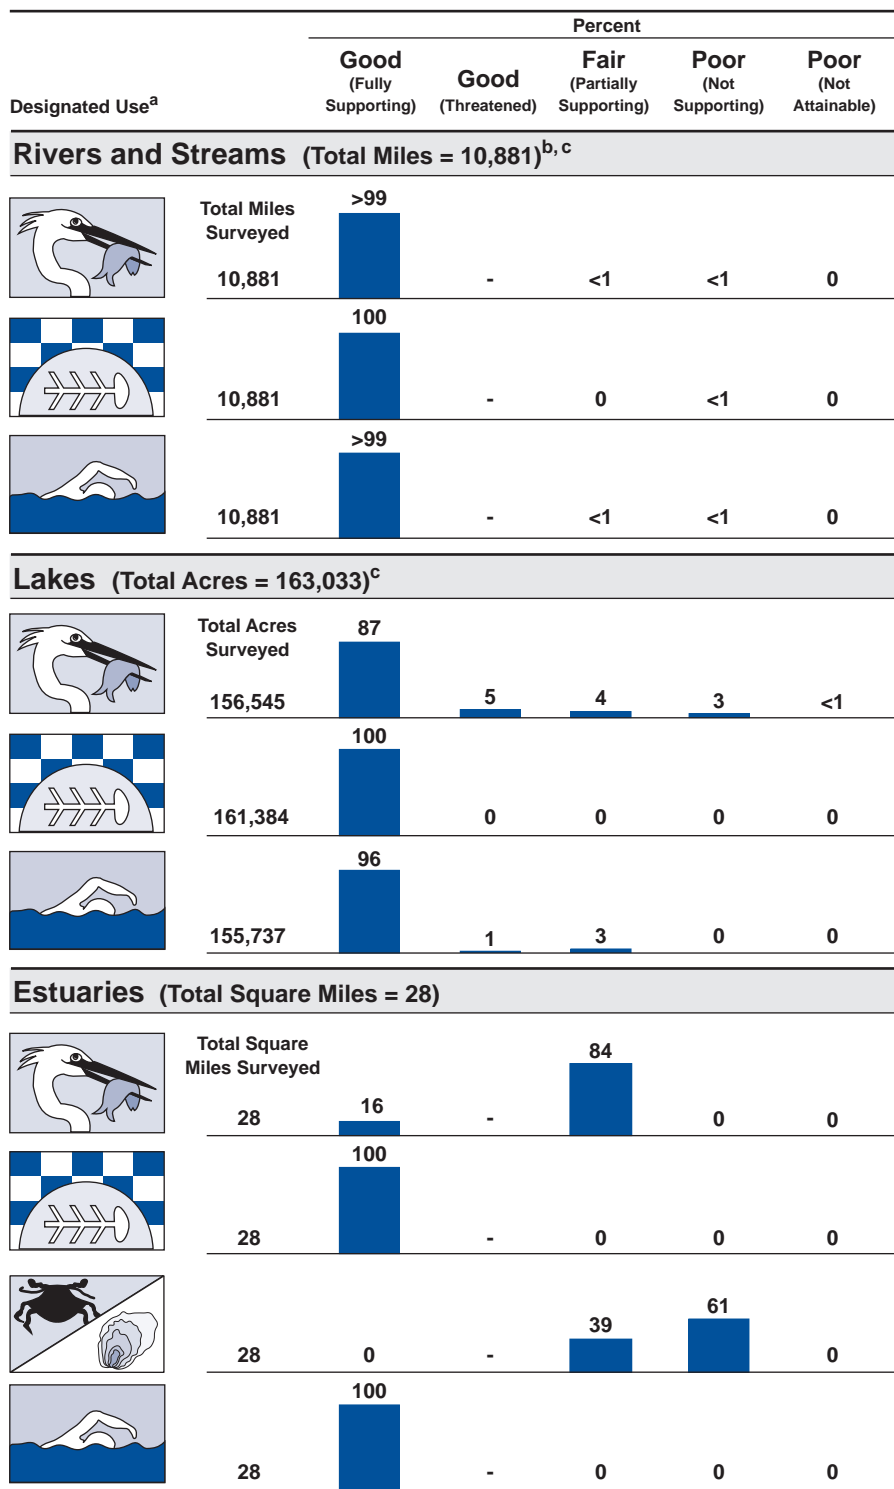 Percent
Designated Useᵃ
Good (Fully Supporting)
Good (Threatened)
Fair (Partially Supporting)
Poor (Not Supporting)
Poor (Not Attainable)
Rivers and Streams (Total Miles = 10,881)ᵇ, ᶜ
Total Miles
Surveyed
>99
10,881 - <1 <1 0
100
10,881 - 0 <1 0
>99
10,881 - <1 <1 0
Lakes (Total Acres = 163,033)ᶜ
Total Acres
Surveyed
87
156,545 5 4 3 <1
100
161,384 0 0 0 0
96
155,737 1 3 0 0
Estuaries (Total Square Miles = 28)
Total Square
Miles Surveyed
28 16 - 84 0 0
100
28 - 0 0 0
28 0 - 39 61 0
100
28 - 0 0 0